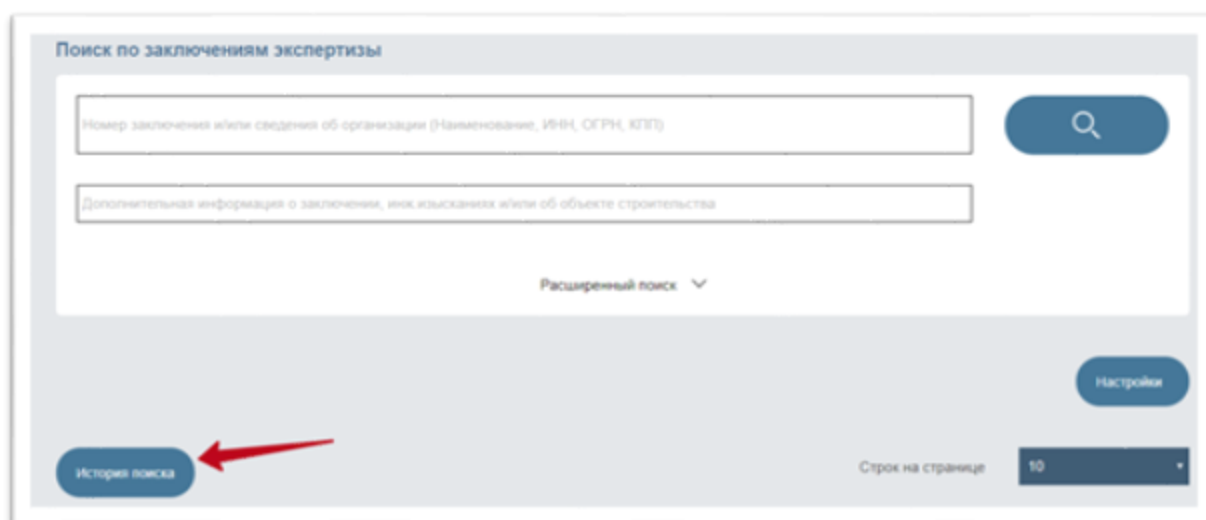 Поиск по заключениям экспертизы
Номер заключения и/или сведения об организации (Наименование, ИНН, ОГРН, КПП)
Дополнительная информация о заключении, инж.изысканиях и/или об объекте строительства
Расширенный поиск
Настройки
История поиска
Строк на странице
10